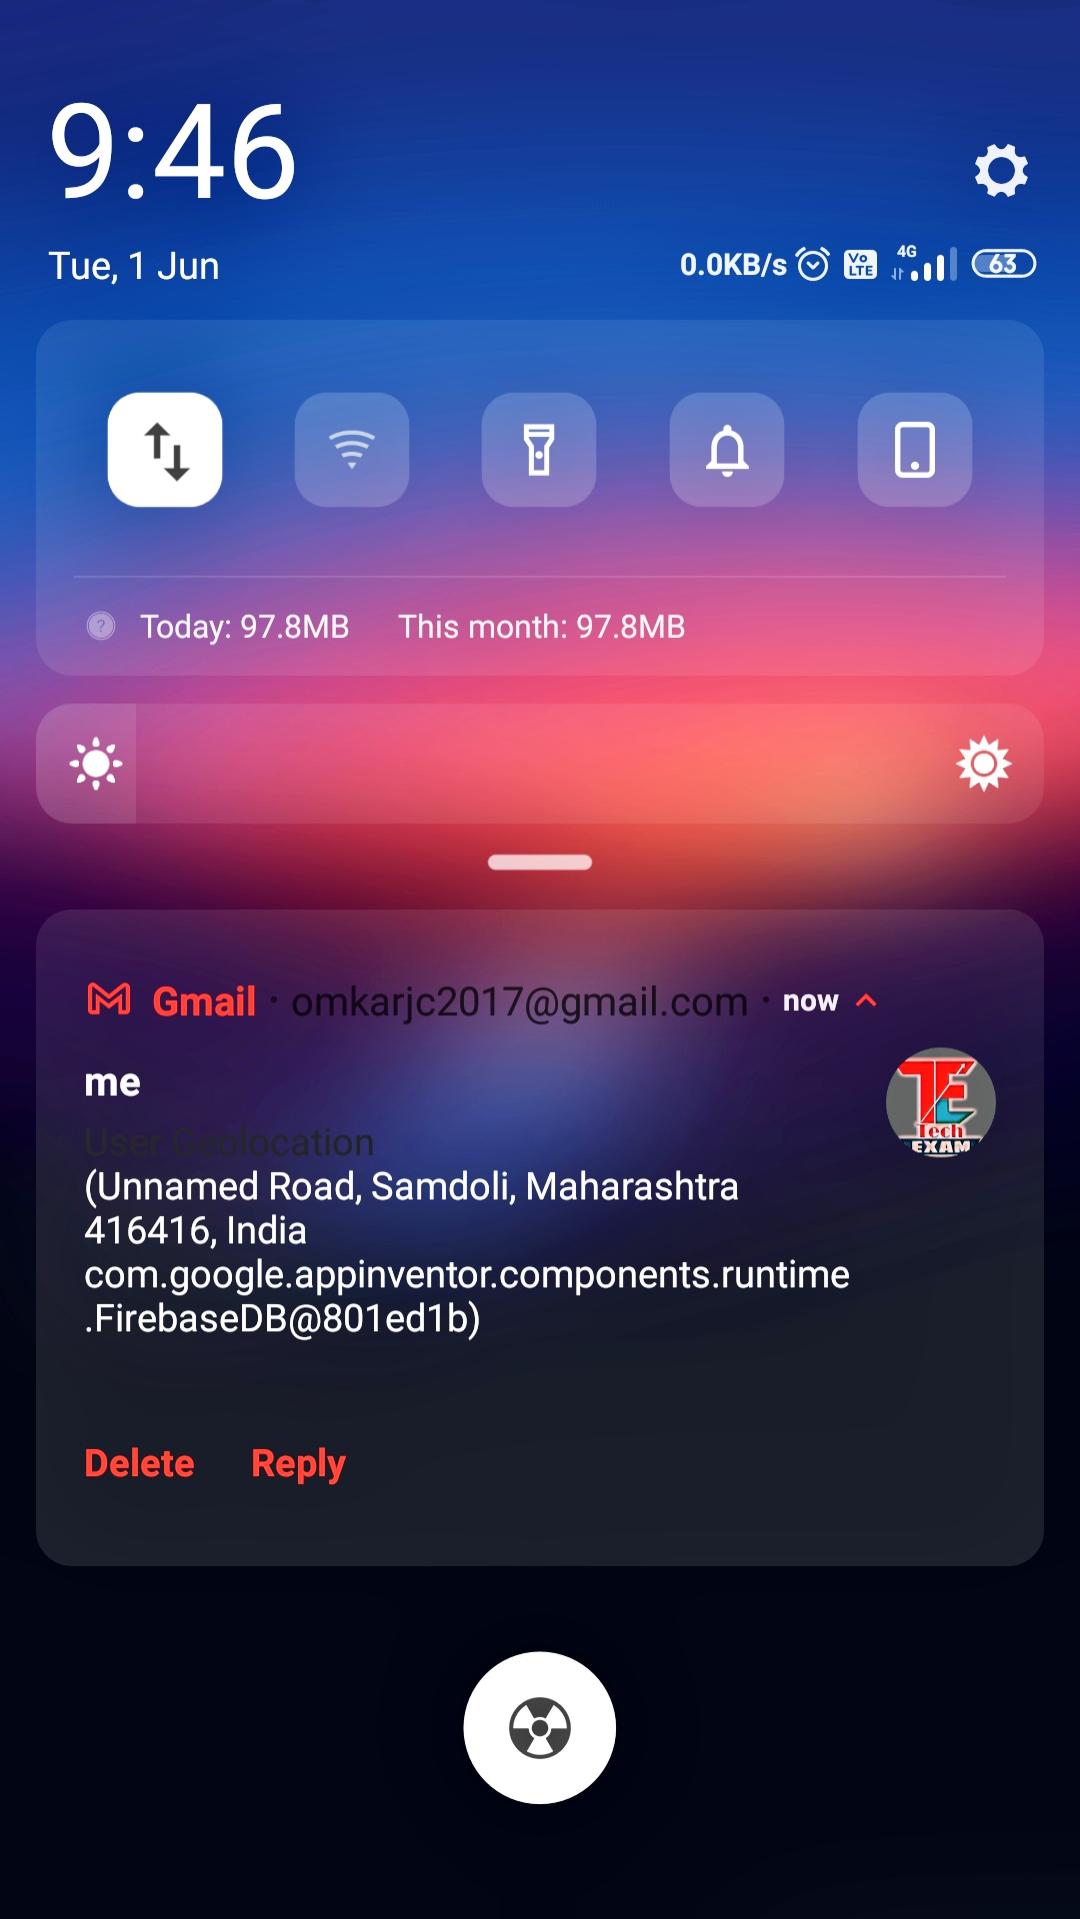 9:46
Tue, 1 Jun
0.0KB/s Vo LTE 4G 63
Today: 97.8MB This month: 97.8MB
Gmail · omkarjc2017@gmail.com · now
me
TE Tech EXAM
User Geolocation
(Unnamed Road, Samdoli, Maharashtra
416416, India
com.google.appinventor.components.runtime
.FirebaseDB@801ed1b)
Delete Reply